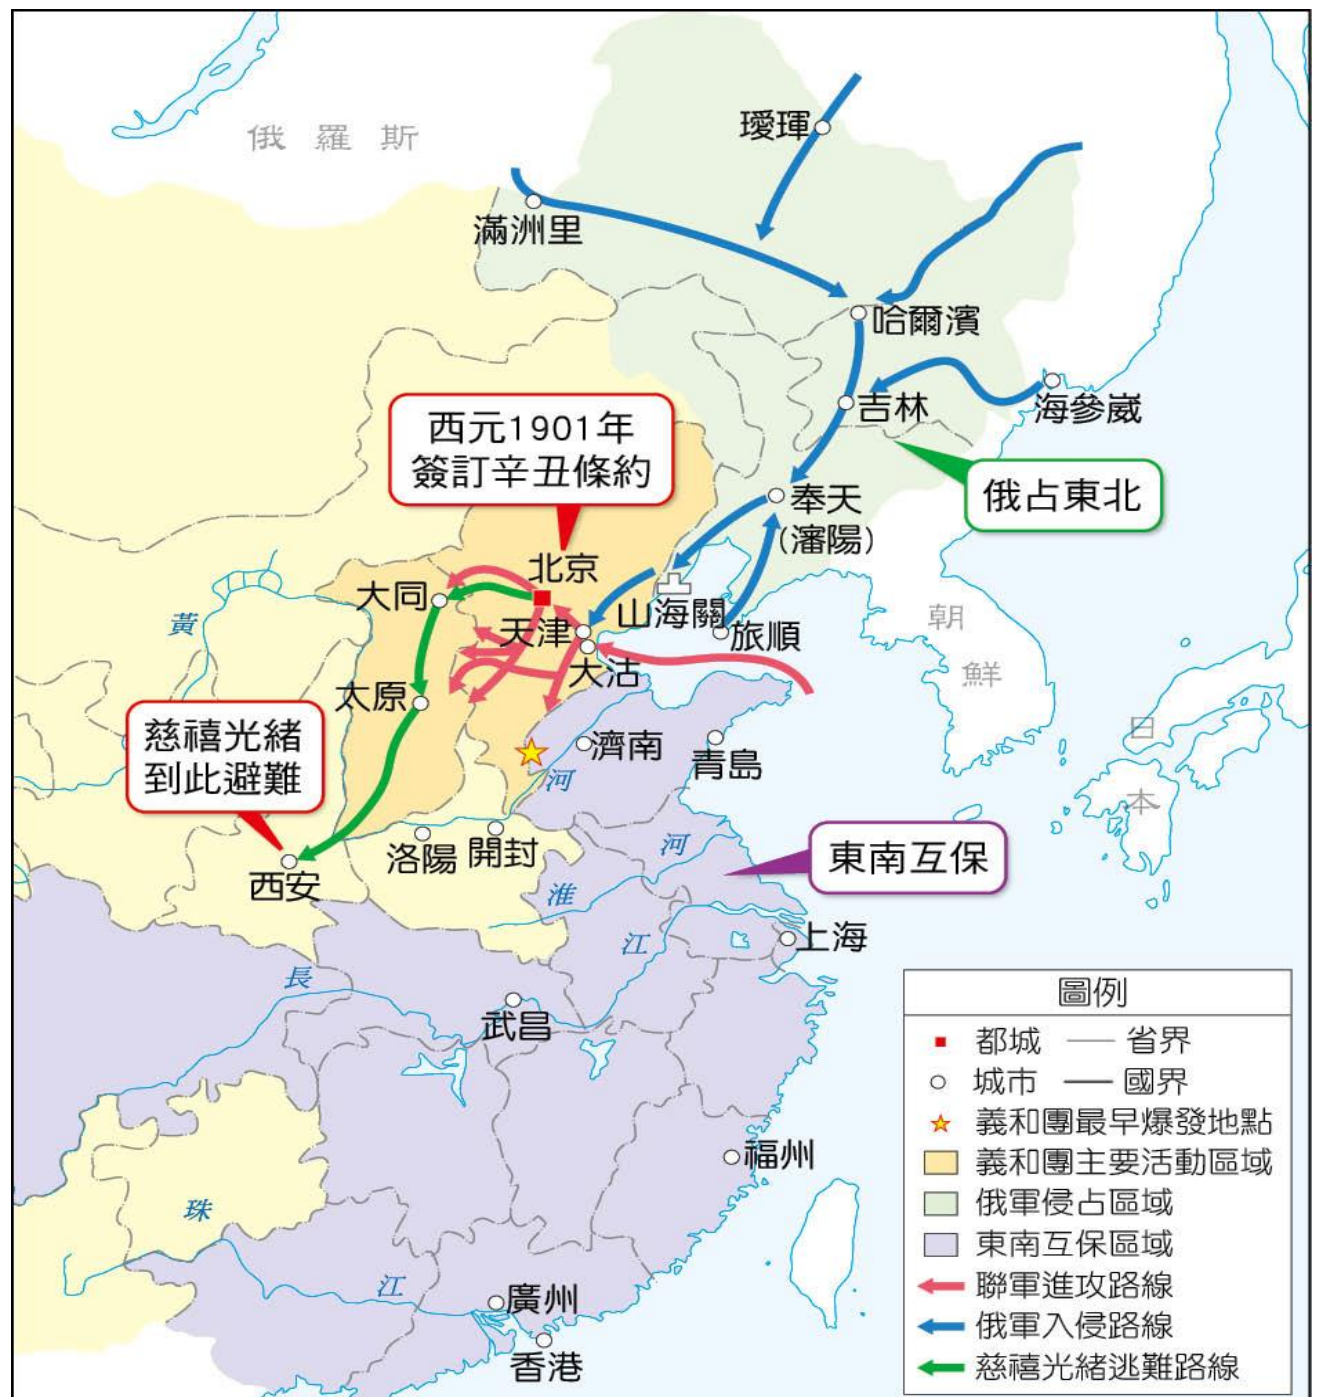 俄羅斯
璦琿
滿洲里
哈爾濱
吉林
海參崴
西元1901年
簽訂辛丑條約
俄占東北
奉天
(瀋陽)
北京
大同
山海關
天津
旅順
大沽
朝
鮮
黃
太原
慈禧光緒
到此避難
濟南
青島
河
日
本
洛陽
開封
河
東南互保
西安
淮
江
上海
長
武昌
福州
珠
江
廣州
香港
圖例
都城 省界
城市 國界
義和團最早爆發地點
義和團主要活動區域
俄軍侵占區域
東南互保區域
聯軍進攻路線
俄軍入侵路線
慈禧光緒逃難路線